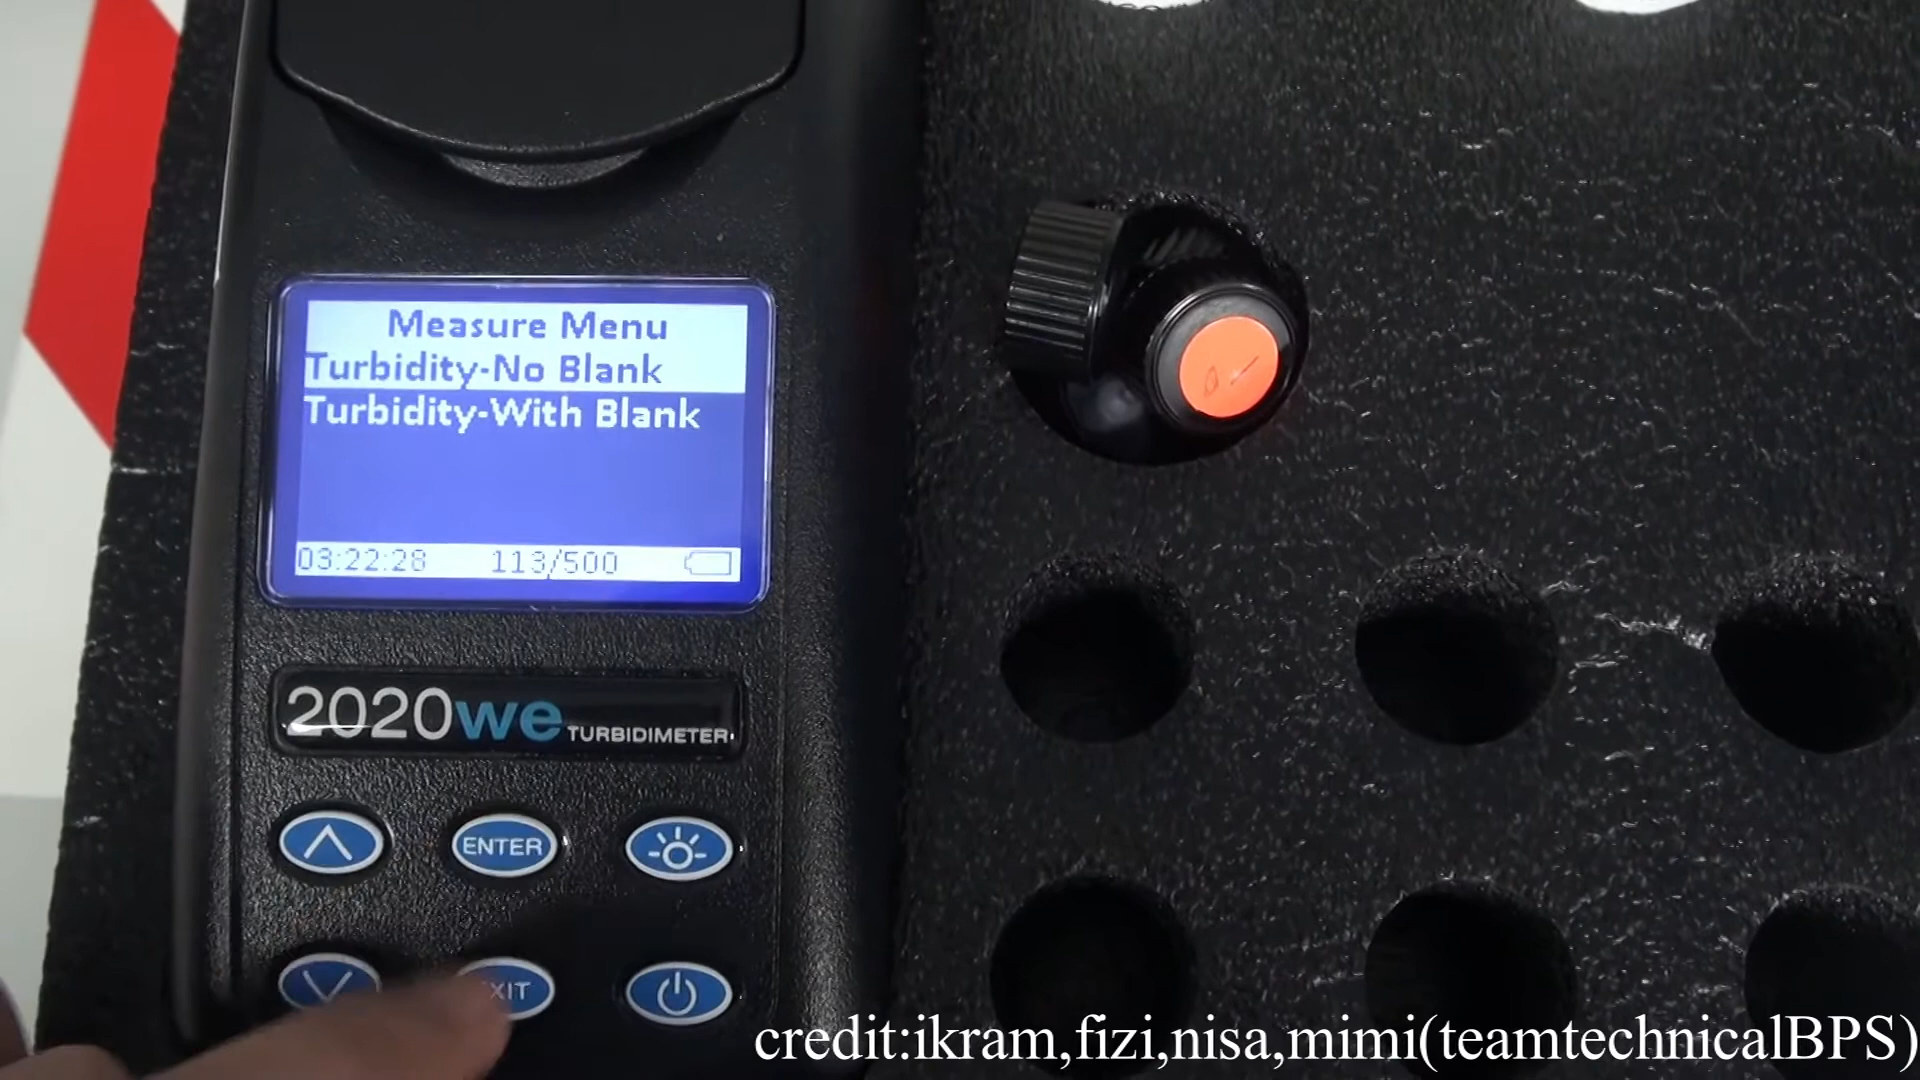 Measure Menu
Turbidity-No Blank
Turbidity-With Blank
03:22:28 113/500
2020we TURBIDIMETER
ENTER
credit:ikram,fizi,nisa,mimi(teamtechnicalBPS)